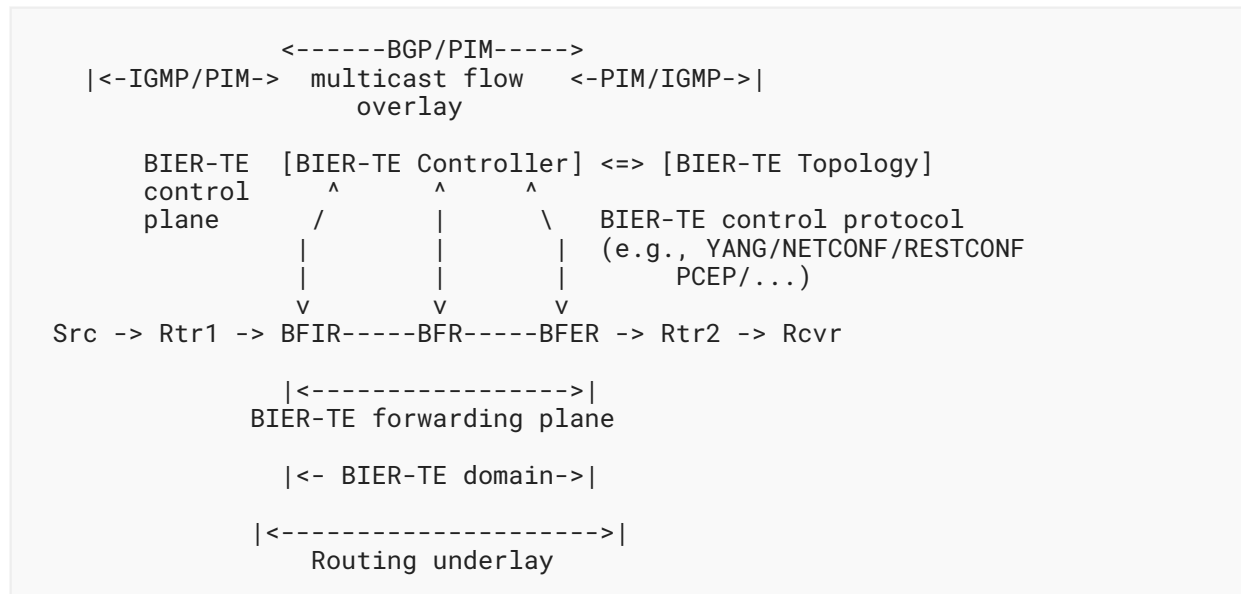 <------BGP/PIM----->
   |<-IGMP/PIM->  multicast flow   <-PIM/IGMP->|
                     overlay

       BIER-TE  [BIER-TE Controller] <=> [BIER-TE Topology]
       control     ^      ^     ^
       plane      /       |      \   BIER-TE control protocol
                 |        |       |  (e.g., YANG/NETCONF/RESTCONF
                 |        |       |       PCEP/...)
                 v        v       v
 Src -> Rtr1 -> BFIR-----BFR-----BFER -> Rtr2 -> Rcvr

                |<----------------->|
              BIER-TE forwarding plane

                |<- BIER-TE domain->|

              |<--------------------->|
                  Routing underlay